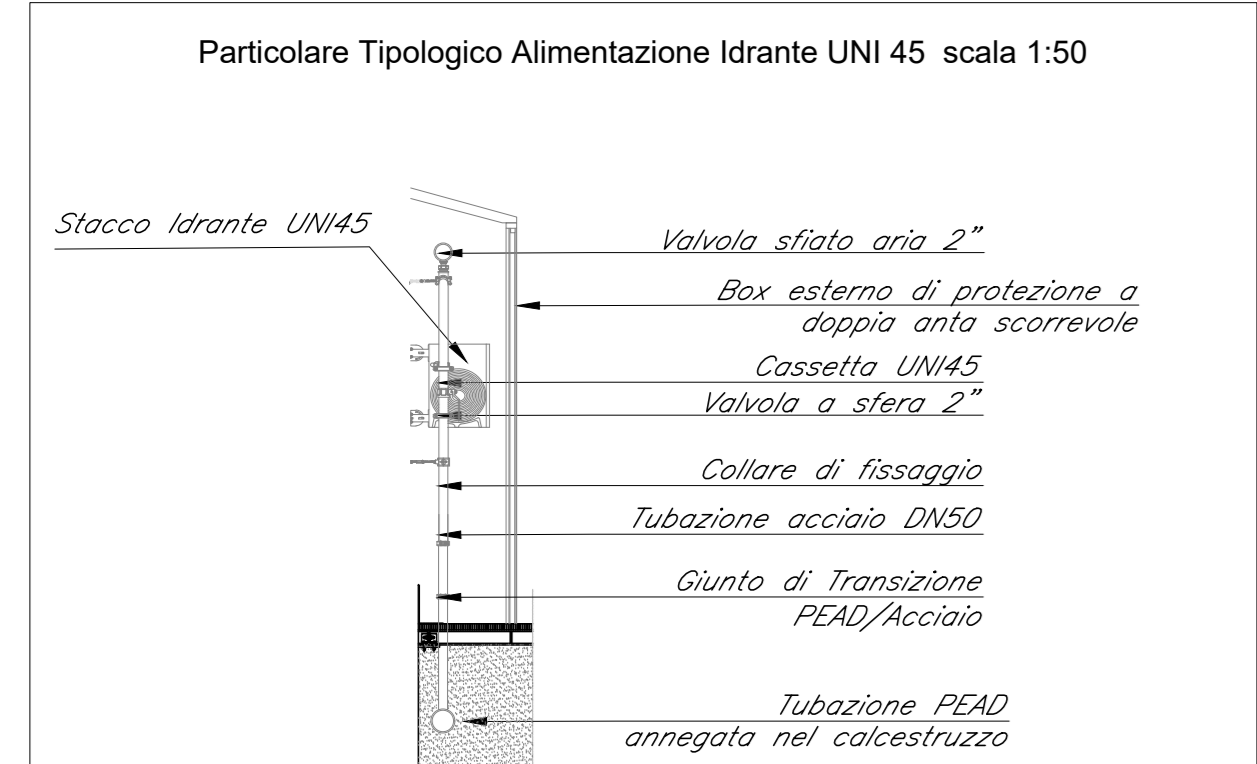 Particolare Tipologico Alimentazione Idrante UNI 45 scala 1:50
Stacco Idrante UNI45
Valvola sfiato aria 2"
Box esterno di protezione a
doppia anta scorrevole
Cassetta UNI45
Valvola a sfera 2"
Collare di fissaggio
Tubazione acciaio DN50
Giunto di Transizione
PEAD/Acciaio
Tubazione PEAD
annegata nel calcestruzzo